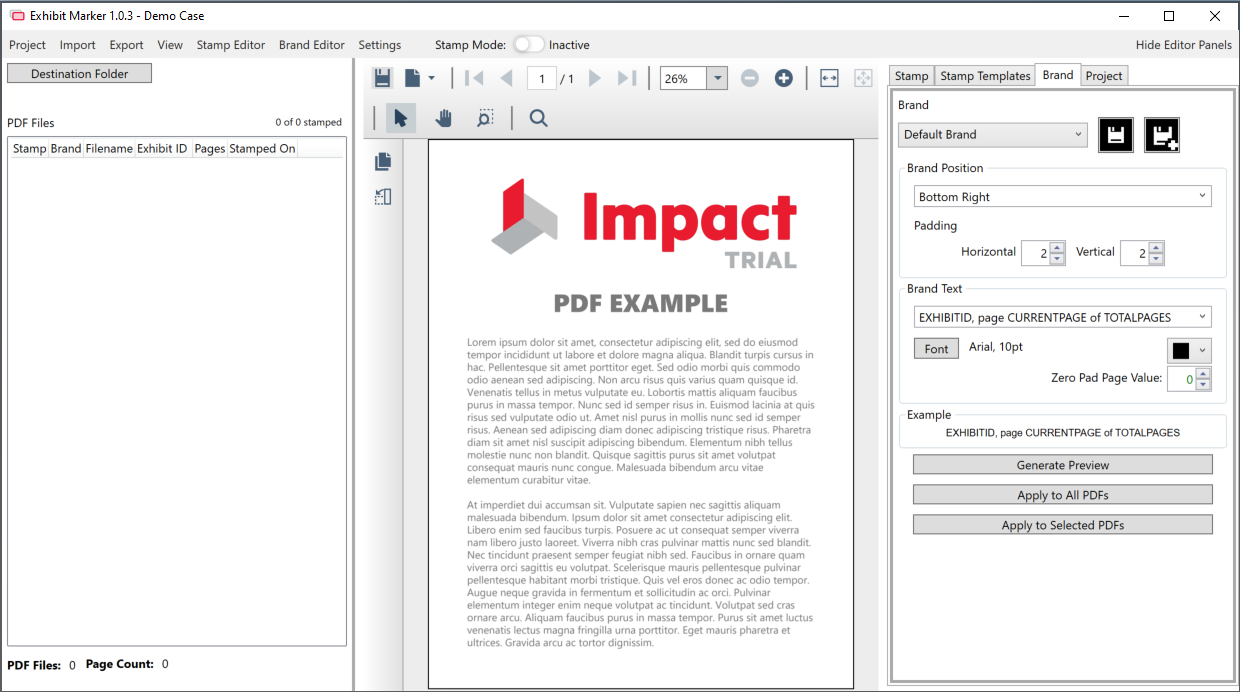 Exhibit Marker 1.0.3 - Demo Case
Project Import Export View Stamp Editor Brand Editor Settings Stamp Mode: Inactive Hide Editor Panels
Destination Folder
1 / 1 26%
Stamp Stamp Templates Brand Project
Brand
Default Brand
PDF Files 0 of 0 stamped
Stamp Brand Filename Exhibit ID Pages Stamped On
Brand Position
Bottom Right
Padding
Horizontal 2 Vertical 2
Brand Text
EXHIBITID, page CURRENTPAGE of TOTALPAGES
Font Arial, 10pt
Zero Pad Page Value: 0
Example
EXHIBITID, page CURRENTPAGE of TOTALPAGES
Generate Preview
Apply to All PDFs
Apply to Selected PDFs
Impact
TRIAL
PDF EXAMPLE
Lorem ipsum dolor sit amet, consectetur adipiscing elit, sed do eiusmod
tempor incididunt ut labore et dolore magna aliqua. Blandit turpis cursus in
hac. Pellentesque sit amet porttitor eget. Sed odio morbi quis commodo
odio aenean sed adipiscing. Non arcu risus quis varius quam quisque id.
Venenatis tellus in metus vulputate eu. Lobortis mattis aliquam faucibus
purus in massa tempor. Nunc sed id semper risus in. Euismod lacinia at quis
risus sed vulputate odio ut. Amet nisl purus in mollis nunc sed id semper
risus. Aenean sed adipiscing diam donec adipiscing tristique risus. Pharetra
diam sit amet nisl suscipit adipiscing bibendum. Elementum nibh tellus
molestie nunc non blandit. Quisque sagittis purus sit amet volutpat
consequat mauris nunc congue. Malesuada bibendum arcu vitae
elementum curabitur vitae.
At imperdiet dui accumsan sit. Vulputate sapien nec sagittis aliquam
malesuada bibendum. Ipsum dolor sit amet consectetur adipiscing elit.
Libero enim sed faucibus turpis. Posuere ac ut consequat semper viverra
nam libero justo laoreet. Viverra nibh cras pulvinar mattis nunc sed blandit.
Nec tincidunt praesent semper feugiat nibh sed. Faucibus in ornare quam
viverra orci sagittis eu volutpat. Scelerisque mauris pellentesque pulvinar
pellentesque habitant morbi tristique. Quis vel eros donec ac odio tempor.
Augue neque gravida in fermentum et sollicitudin ac orci. Pulvinar
elementum integer enim neque volutpat ac tincidunt. Volutpat sed cras
ornare arcu. Aliquam faucibus purus in massa tempor. Purus sit amet luctus
venenatis lectus magna fringilla urna porttitor. Eget mauris pharetra et
ultrices. Gravida arcu ac tortor dignissim.
PDF Files: 0 Page Count: 0